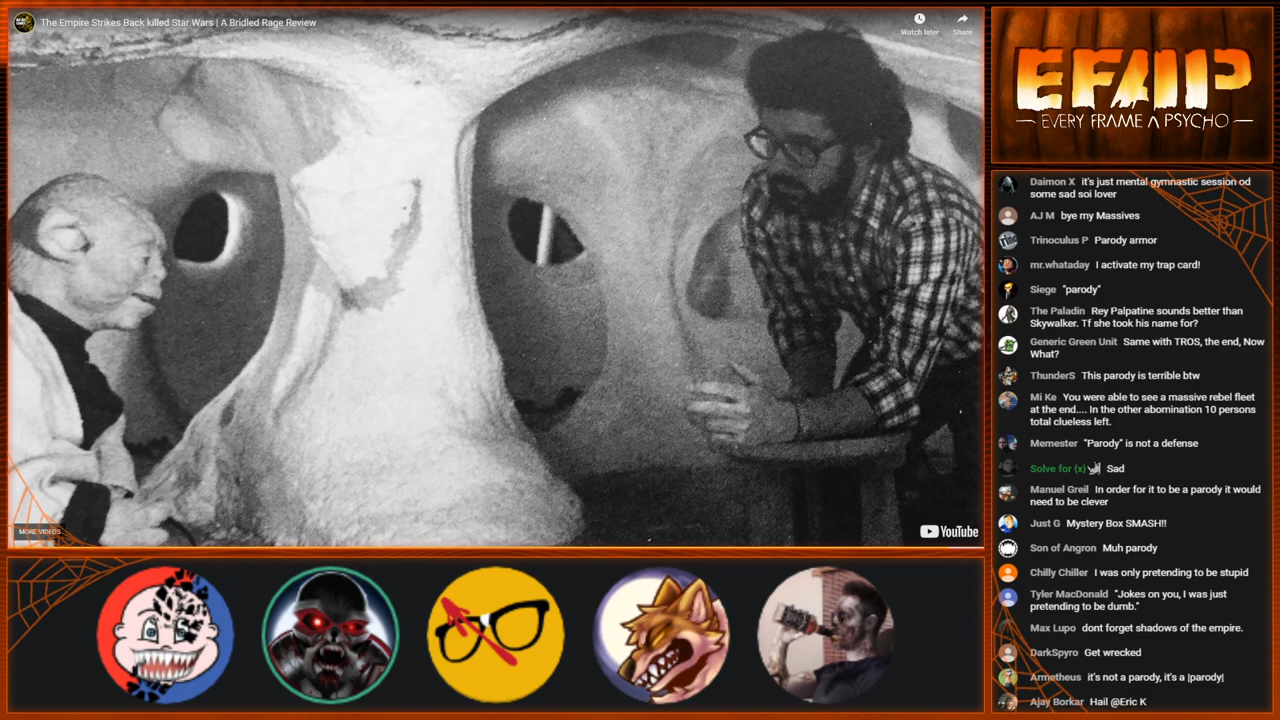 The Empire Strikes Back killed Star Wars | A Bridled Rage Review
Watch later
Share
MORE VIDEOS
YouTube
EFAP
EVERY FRAME A PSYCHO
Daimon X it's just mental gymnastic session od
some sad soi lover
AJ M bye my Massives
Trinoculus P Parody armor
mr.whataday I activate my trap card!
Siege "parody"
The Paladin Rey Palpatine sounds better than
Skywalker. Tf she took his name for?
Generic Green Unit Same with TROS, the end, Now
What?
ThunderS This parody is terrible btw
Mi Ke You were able to see a massive rebel fleet
at the end.... In the other abomination 10 persons
total clueless left.
Memester "Parody" is not a defense
Solve for {x} Sad
Manuel Greil In order for it to be a parody it would
need to be clever
Just G Mystery Box SMASH!!!
Son of Angron Muh parody
Chilly Chiller I was only pretending to be stupid
Tyler MacDonald "Jokes on you, I was just
pretending to be dumb."
Max Lupo dont forget shadows of the empire.
DarkSpyro Get wrecked
Armetheus it's not a parody, it's a |parody|
Ajay Borkar Hail @Eric K